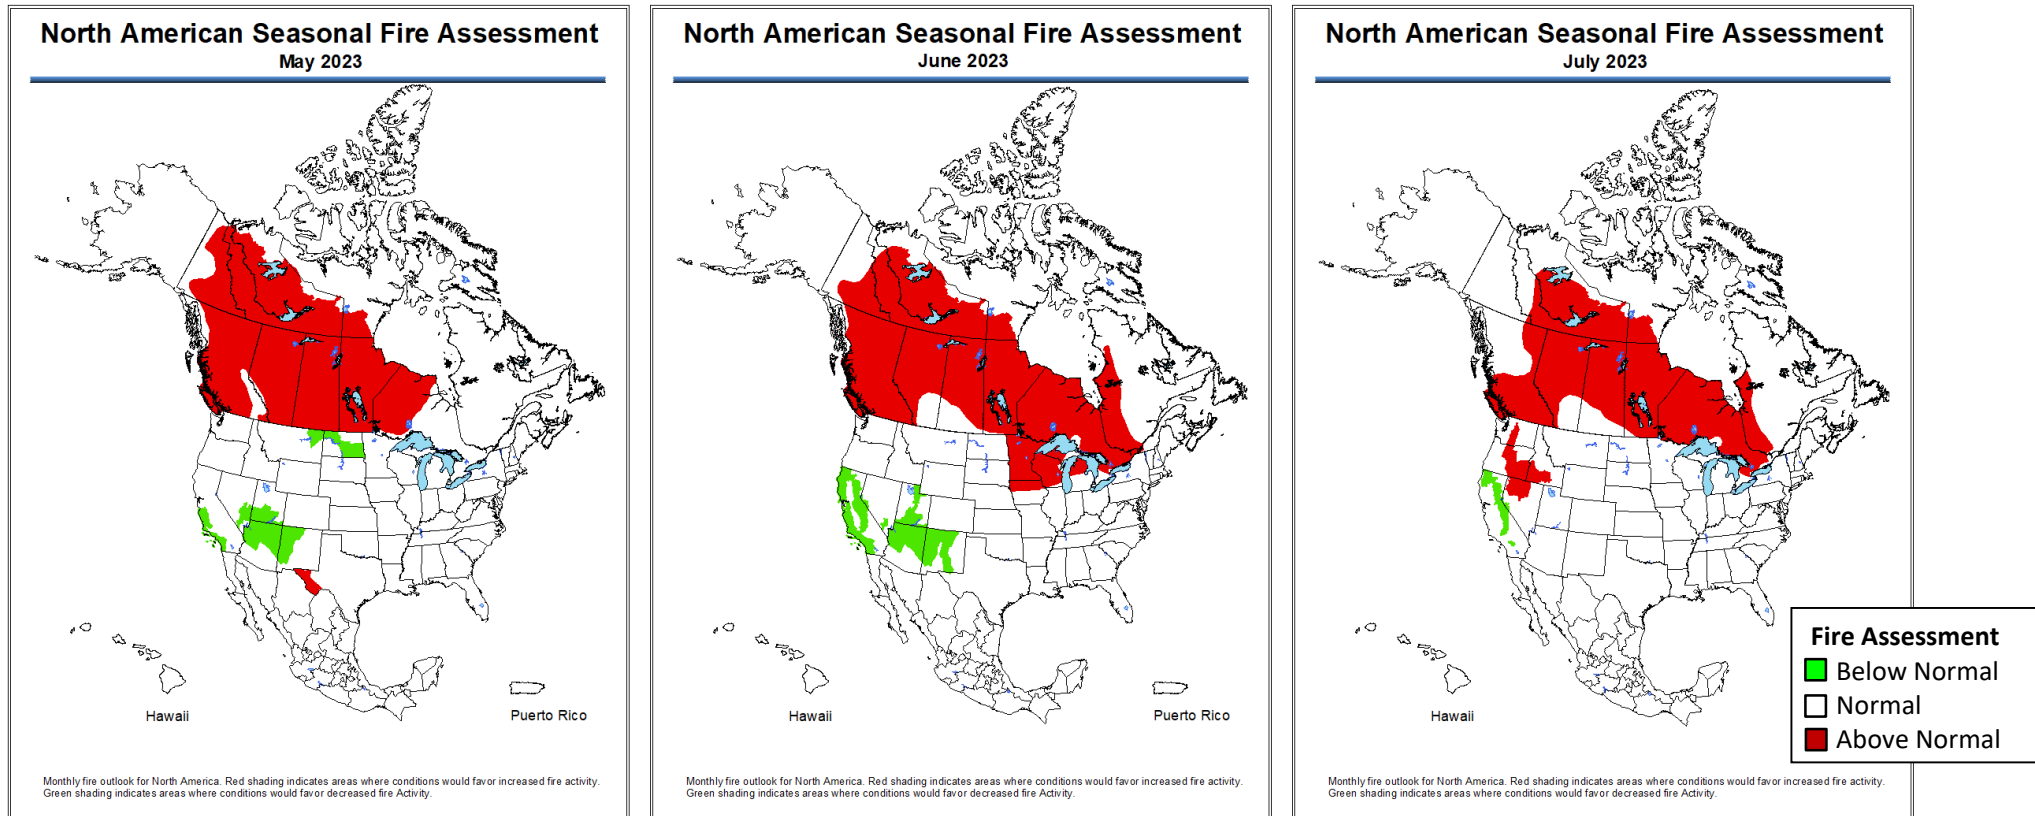 North American Seasonal Fire Assessment
May 2023
Hawaii
Puerto Rico
Monthly fire outlook for North America. Red shading indicates areas where conditions would favor increased fire activity.
Green shading indicates areas where conditions would favor decreased fire Activity.
North American Seasonal Fire Assessment
June 2023
Hawaii
Puerto Rico
Monthly fire outlook for North America. Red shading indicates areas where conditions would favor increased fire activity.
Green shading indicates areas where conditions would favor decreased fire Activity.
North American Seasonal Fire Assessment
July 2023
Hawaii
Monthly fire outlook for North America. Red shading indicates areas where conditions would favor increased fire activity.
Green shading indicates areas where conditions would favor decreased fire Activity.
Fire Assessment
Below Normal
Normal
Above Normal